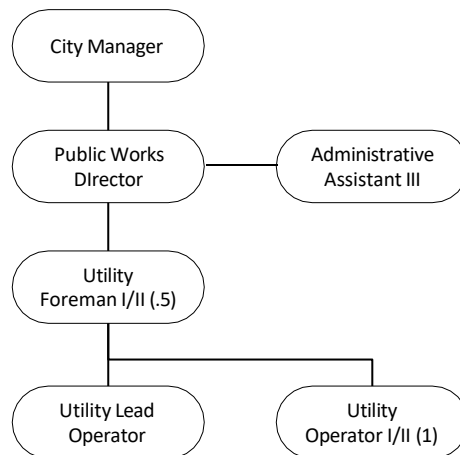 City Manager
Public Works
DIrector
Administrative
Assistant III
Utility
Foreman I/II (.5)
Utility Lead
Operator
Utility
Operator I/II (1)